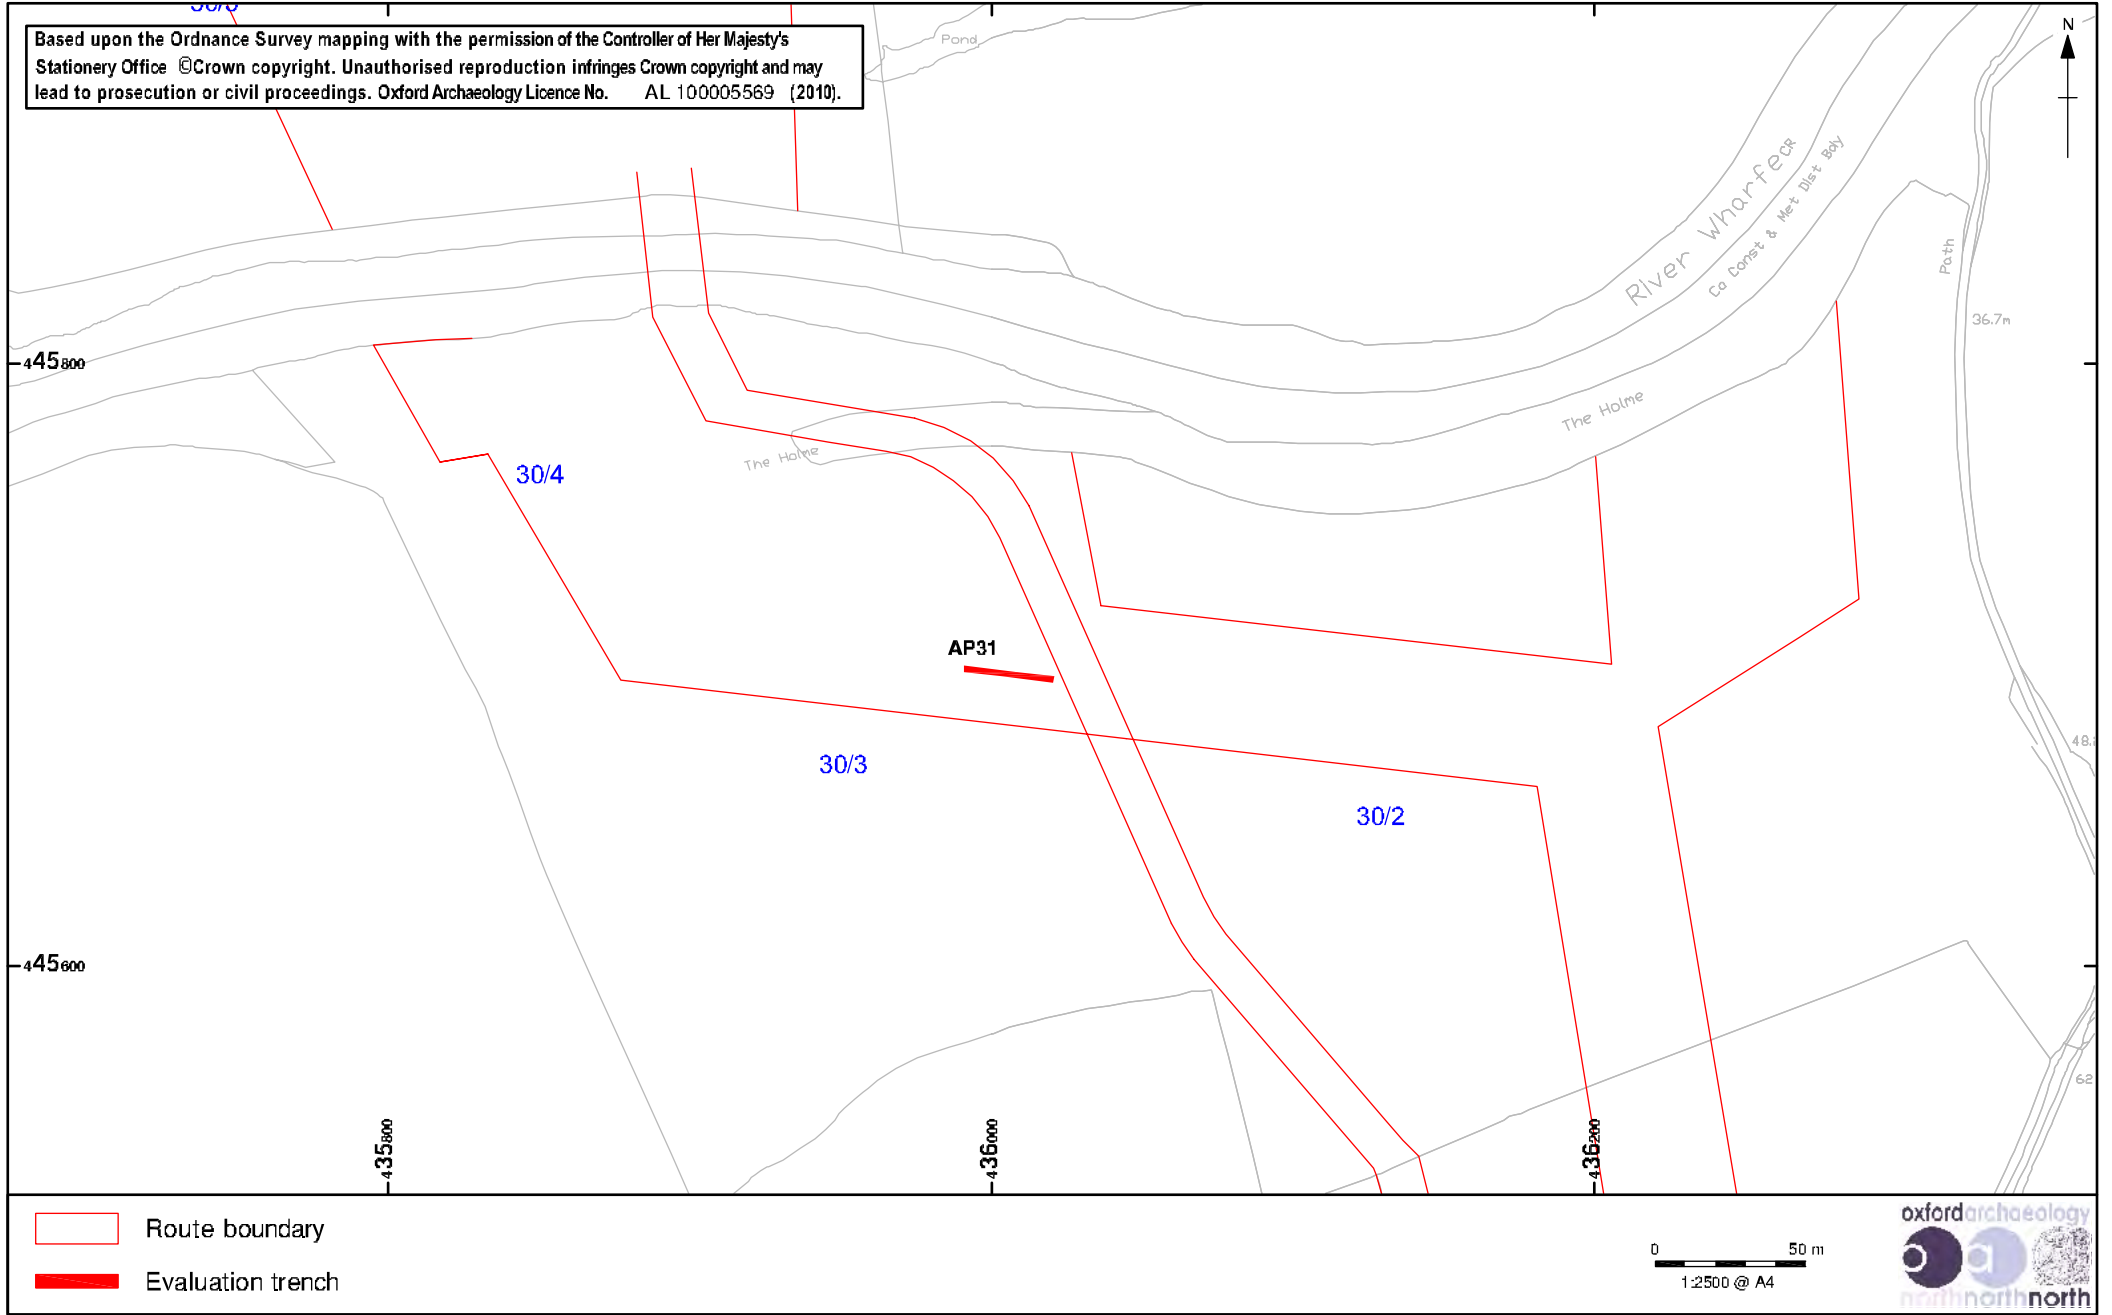 Based upon the Ordnance Survey mapping with the permission of the Controller of Her Majesty's
Stationery Office ©Crown copyright. Unauthorised reproduction infringes Crown copyright and may
lead to prosecution or civil proceedings. Oxford Archaeology Licence No. AL 100005569 (2010).
N
Pond
River Wharfe
CR
Co Const & Met Dist Bdy
Path
36.7m
445800
The Holme
The Holme
30/4
AP31
30/3
30/2
445600
435800
436000
436200
Route boundary
Evaluation trench
0 50 m
1:2500 @ A4
oxfordarchaeology
northnorthnorth